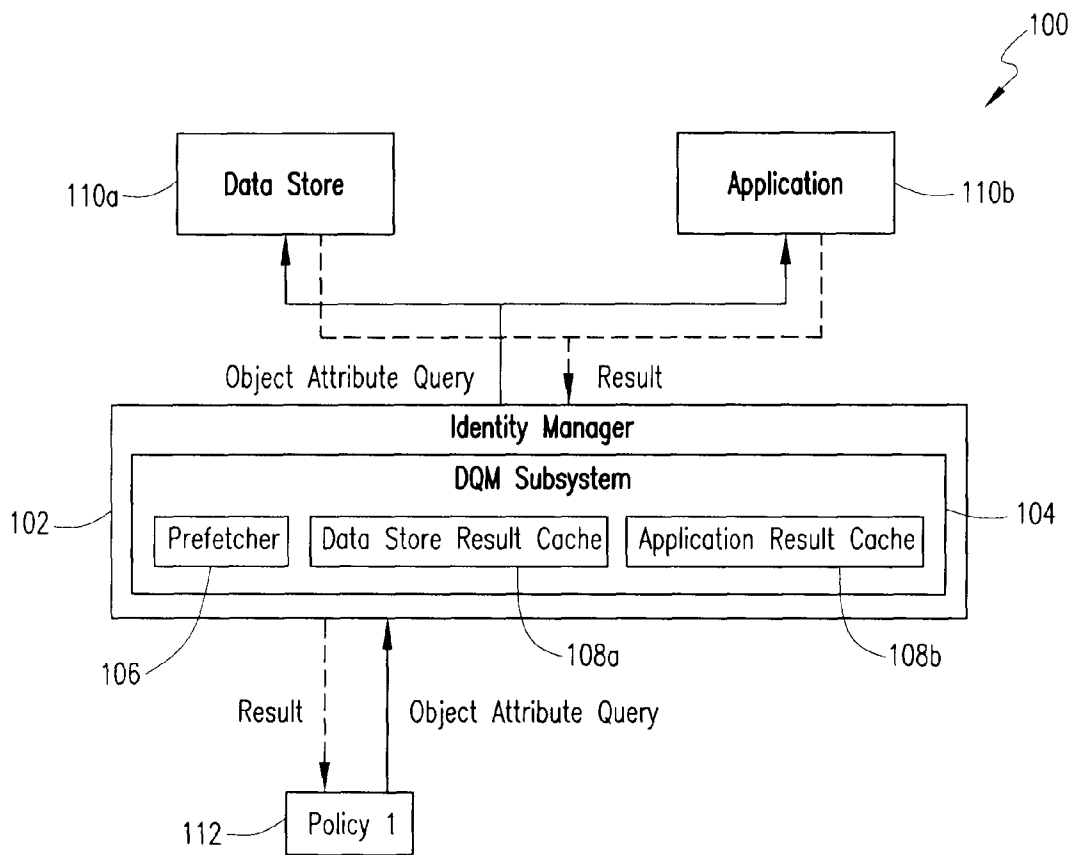 100
Data Store
Application
110a
110b
Object Attribute Query
Result
Identity Manager
DQM Subsystem
102
104
Prefetcher
Data Store Result Cache
Application Result Cache
106
108a
108b
Result
Object Attribute Query
112
Policy 1